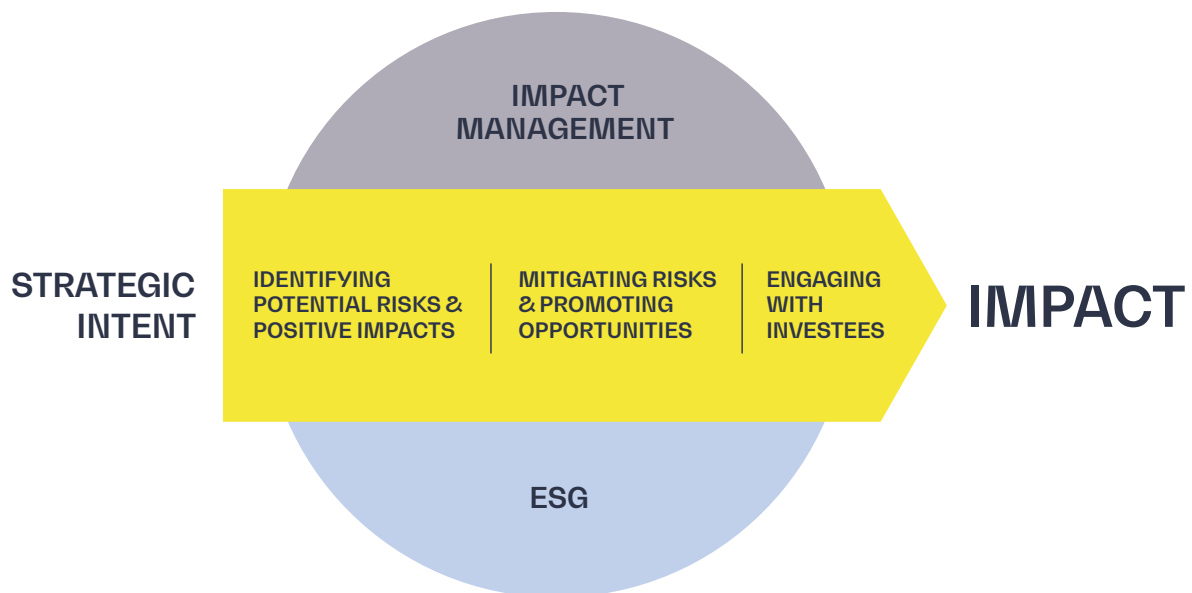 IMPACT
MANAGEMENT
STRATEGIC
INTENT
IDENTIFYING
POTENTIAL RISKS &
POSITIVE IMPACTS
MITIGATING RISKS
& PROMOTING
OPPORTUNITIES
ENGAGING
WITH
INVESTEES
IMPACT
ESG